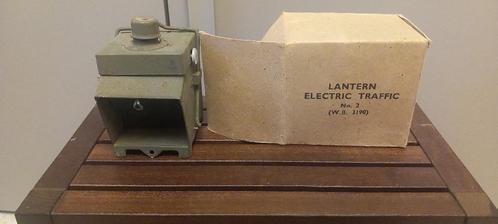 LANTERN
ELECTRIC TRAFFIC
No. 2
(W.B. 3190)